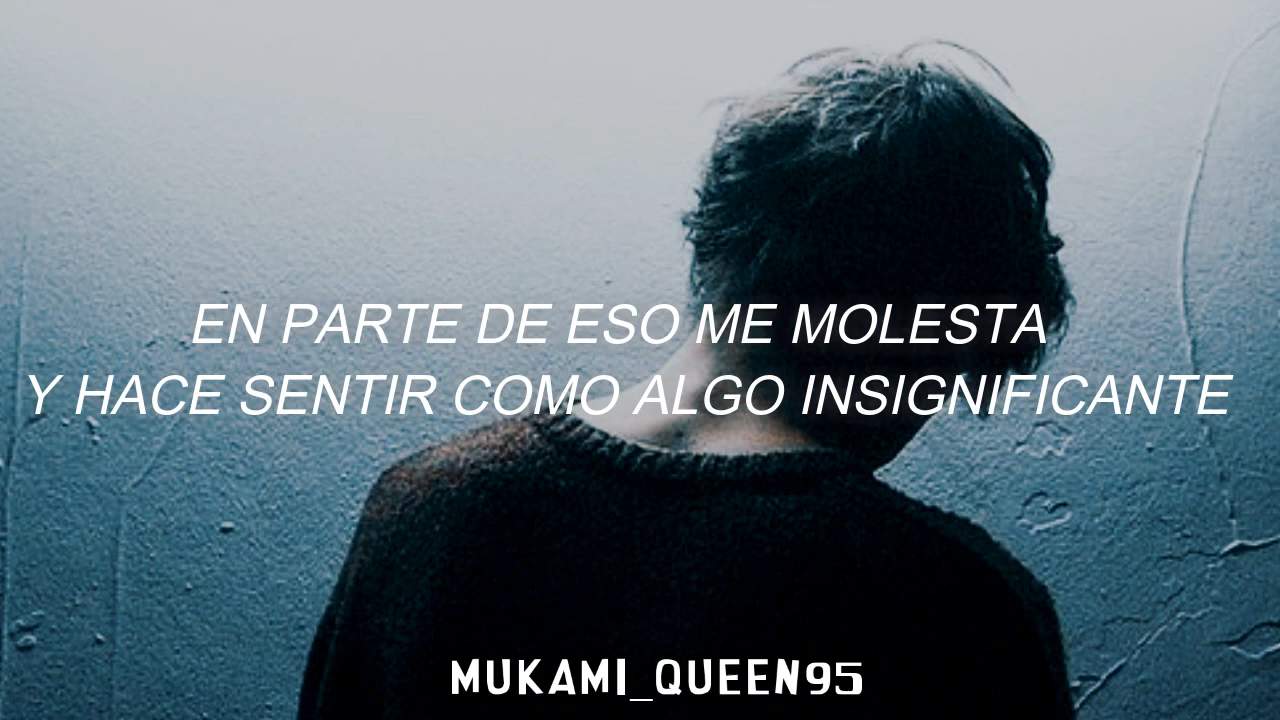 EN PARTE DE ESO ME MOLESTA
Y HACE SENTIR COMO ALGO INSIGNIFICANTE
MUKAMI_QUEEN95